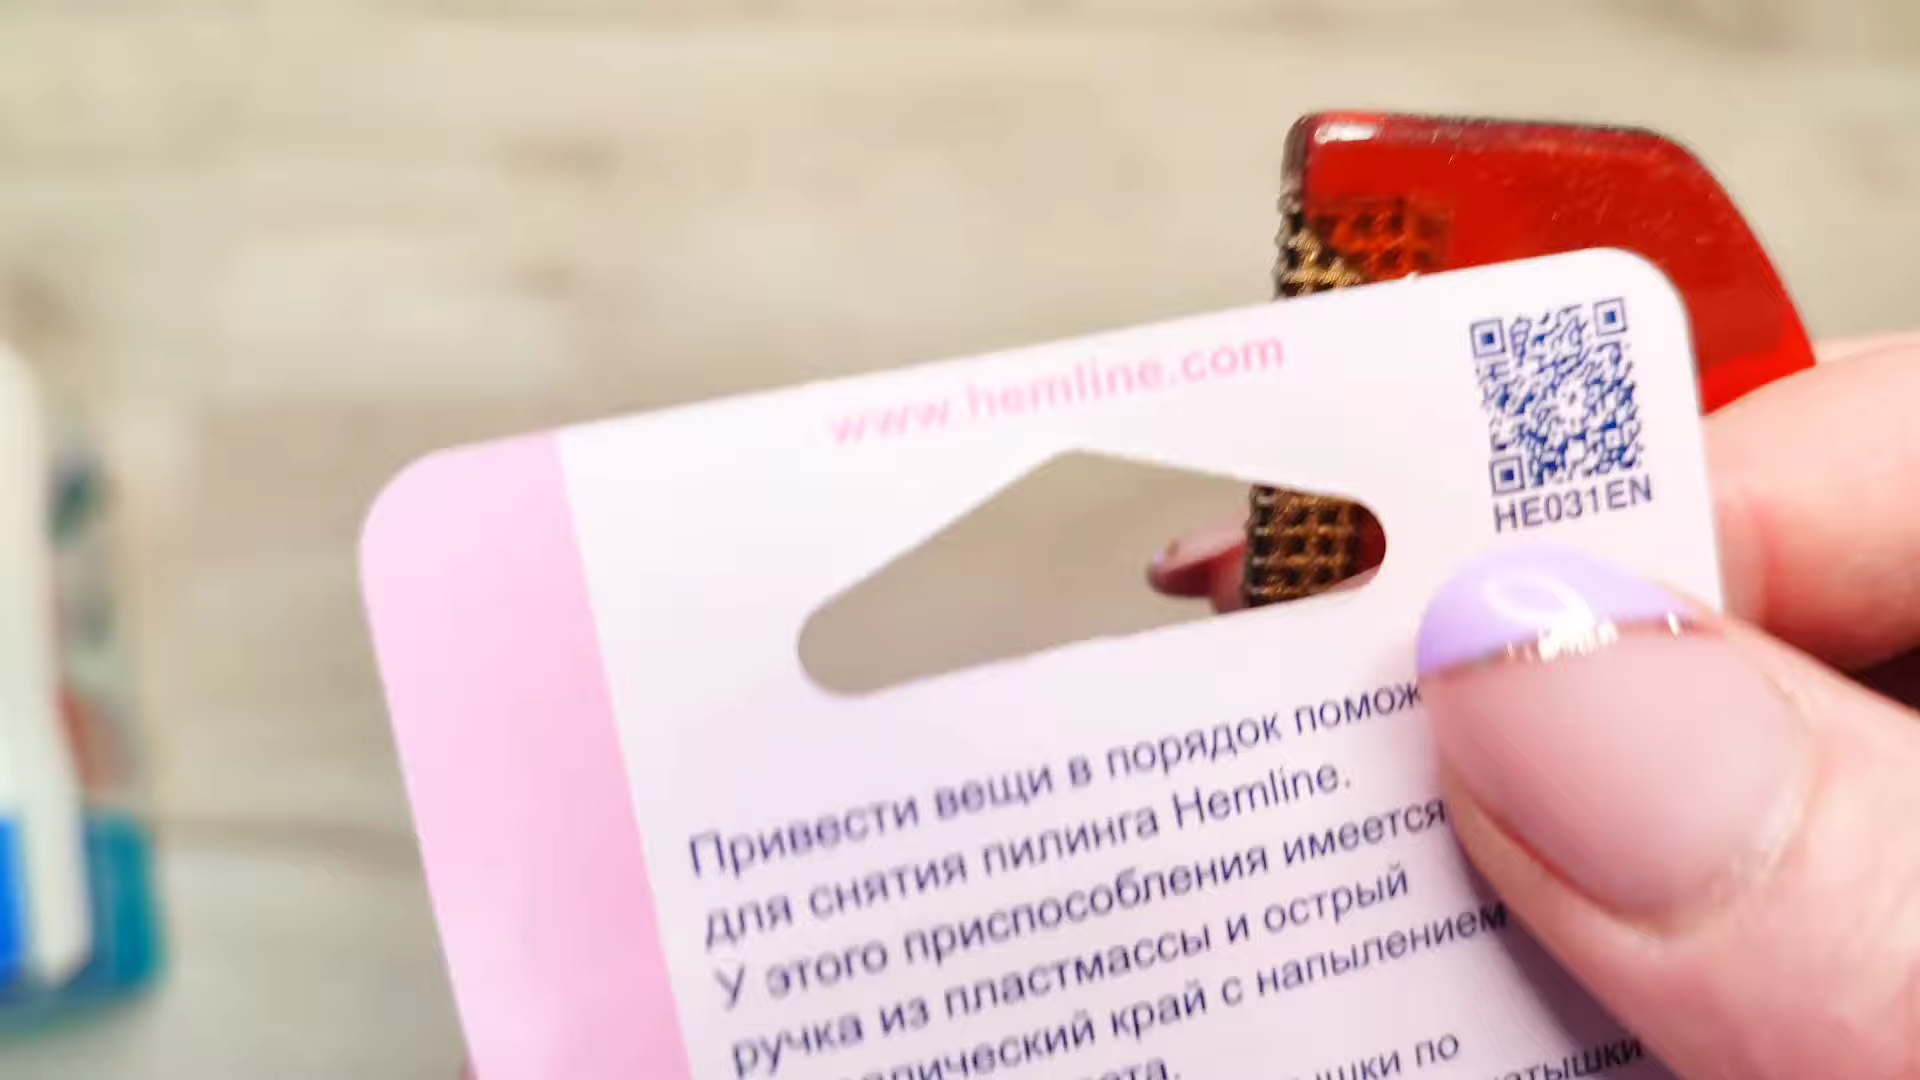 www.hemline.com
HE031EN
Привести вещи в порядок
для снятия пилинга Hemline.
У этого приспособления имеется
ручка из пластмассы и острый
край с напылением
по